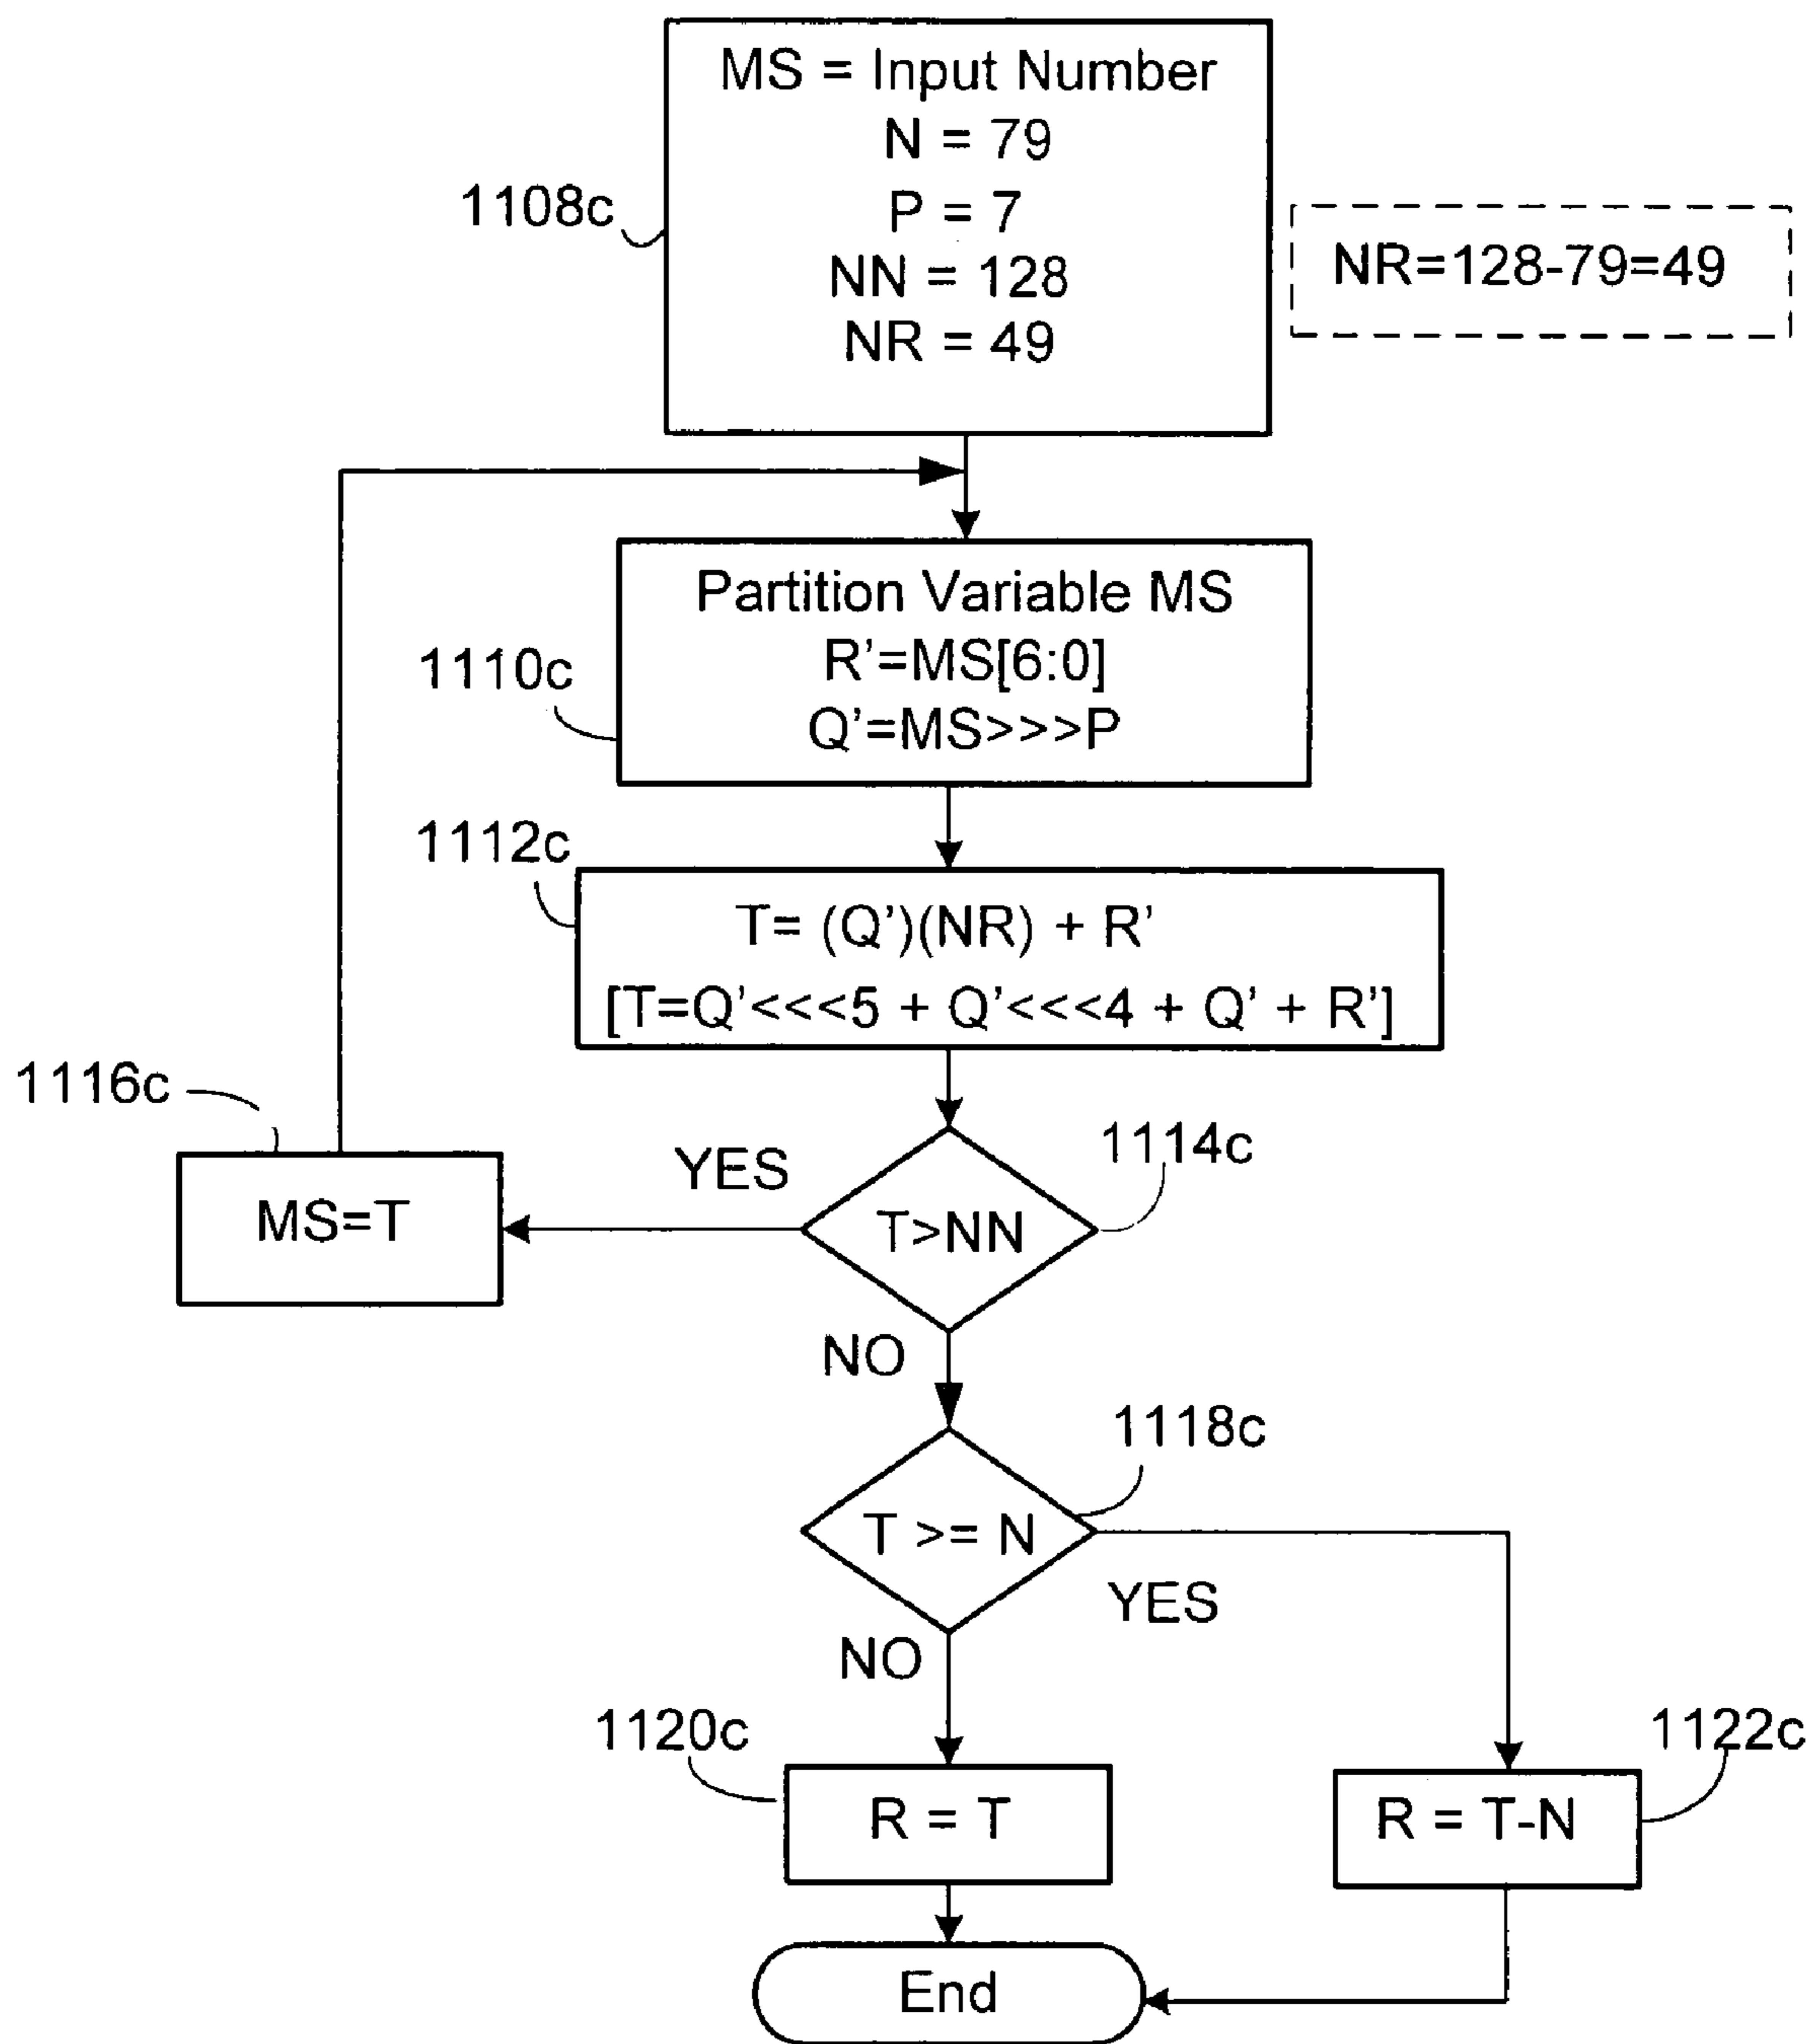 MS = Input Number
N = 79
P = 7
NN = 128
NR = 49
1108c
NR=128-79=49
Partition Variable MS
R’=MS[6:0]
Q’=MS>>>P
1110c
1112c
T= (Q’)(NR) + R’
[T=Q’<<<5 + Q’<<<4 + Q’ + R’]
1116c
MS=T
YES
1114c
T>NN
NO
1118c
T >= N
YES
NO
1120c
R = T
1122c
R = T-N
End